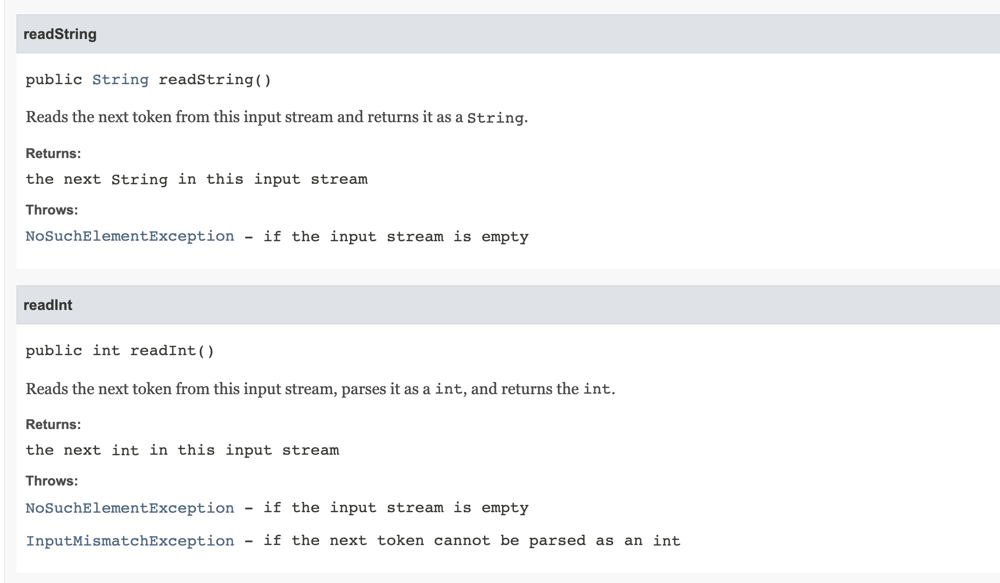 readString
public String readString()
Reads the next token from this input stream and returns it as a String.
Returns:
the next String in this input stream
Throws:
NoSuchElementException – if the input stream is empty
readInt
public int readInt()
Reads the next token from this input stream, parses it as a int, and returns the int.
Returns:
the next int in this input stream
Throws:
NoSuchElementException – if the input stream is empty
InputMismatchException – if the next token cannot be parsed as an int